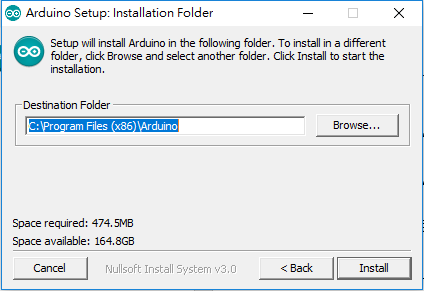 Arduino Setup: Installation Folder
Setup will install Arduino in the following folder. To install in a different
folder, click Browse and select another folder. Click Install to start the
installation.
Destination Folder
C:\Program Files (x86)\Arduino
Browse...
Space required: 474.5MB
Space available: 164.8GB
Cancel
Nullsoft Install System v3.0
< Back
Install